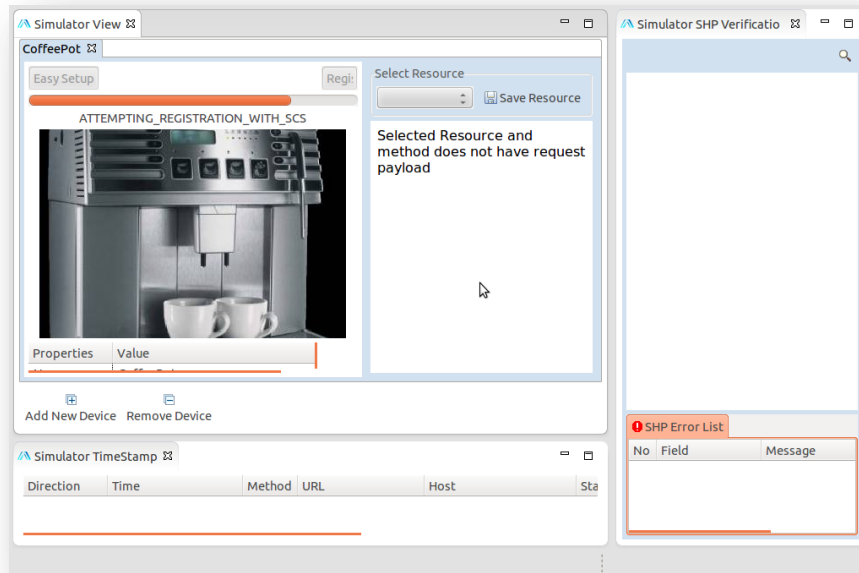 Simulator View
CoffeePot
Easy Setup
Regi
ATTEMPTING_REGISTRATION_WITH_SCS
Properties Value
Select Resource
Save Resource
Selected Resource and
method does not have request
payload
Add New Device Remove Device
Simulator TimeStamp
Direction Time Method URL Host Sta
Simulator SHP Verificatio
SHP Error List
No Field Message